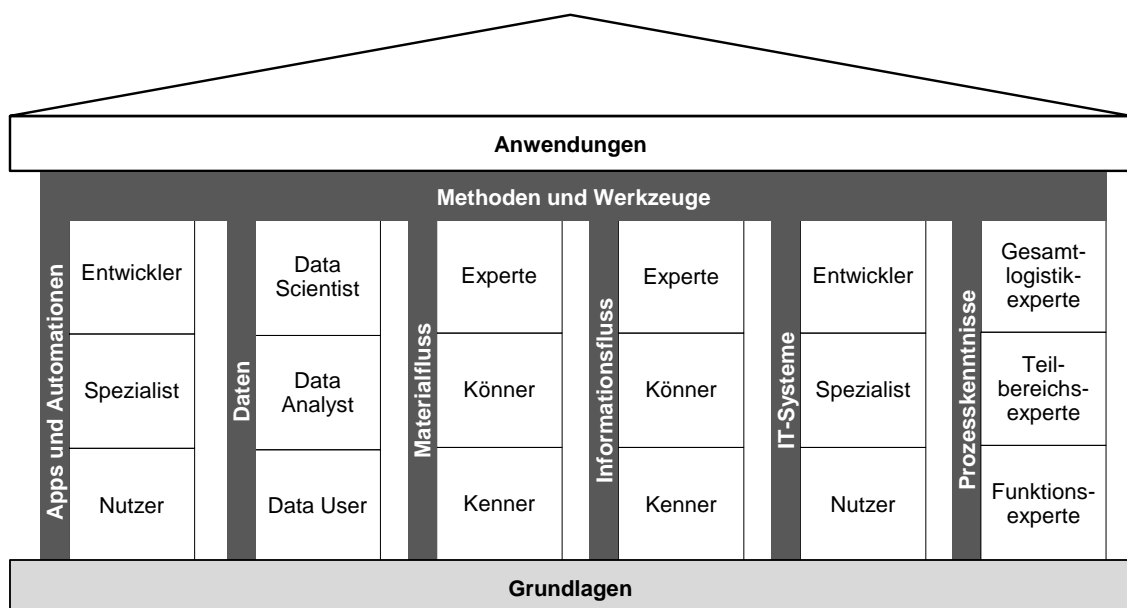 Anwendungen
Methoden und Werkzeuge
Apps und Automationen
Entwickler
Spezialist
Nutzer
Daten
Data
Scientist
Data
Analyst
Data User
Materialfluss
Experte
Könner
Kenner
Informationsfluss
Experte
Könner
Kenner
IT-Systeme
Entwickler
Spezialist
Nutzer
Prozesskenntnisse
Gesamt-
logistik-
experte
Teil-
bereichs-
experte
Funktions-
experte
Grundlagen